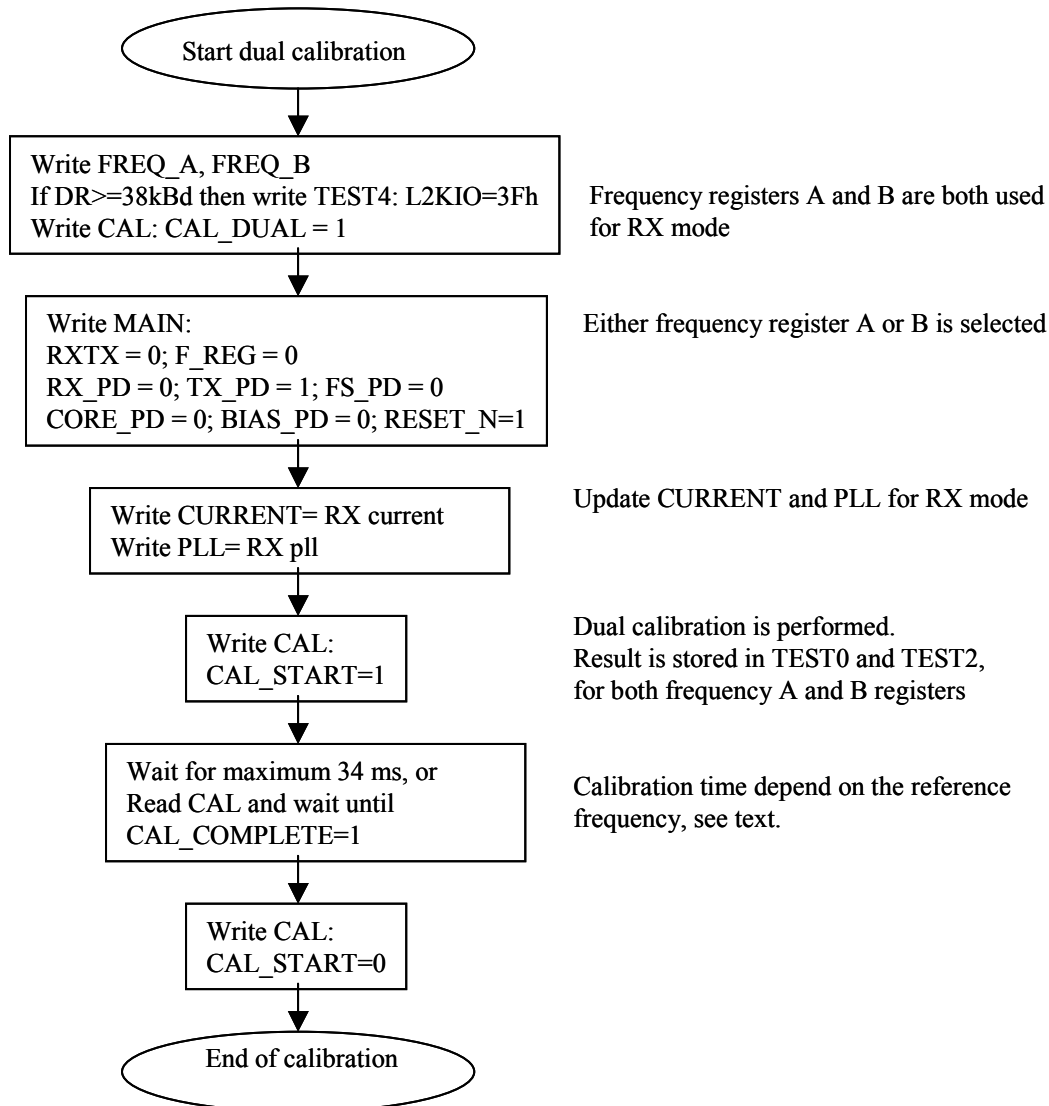 Start dual calibration
Write FREQ_A, FREQ_B
If DR>=38kBd then write TEST4: L2KIO=3Fh
Write CAL: CAL_DUAL = 1
Frequency registers A and B are both used
for RX mode
Write MAIN:
RXTX = 0; F_REG = 0
RX_PD = 0; TX_PD = 1; FS_PD = 0
CORE_PD = 0; BIAS_PD = 0; RESET_N=1
Either frequency register A or B is selected
Write CURRENT= RX current
Write PLL= RX pll
Update CURRENT and PLL for RX mode
Write CAL:
CAL_START=1
Dual calibration is performed.
Result is stored in TEST0 and TEST2,
for both frequency A and B registers
Wait for maximum 34 ms, or
Read CAL and wait until
CAL_COMPLETE=1
Calibration time depend on the reference
frequency, see text.
Write CAL:
CAL_START=0
End of calibration